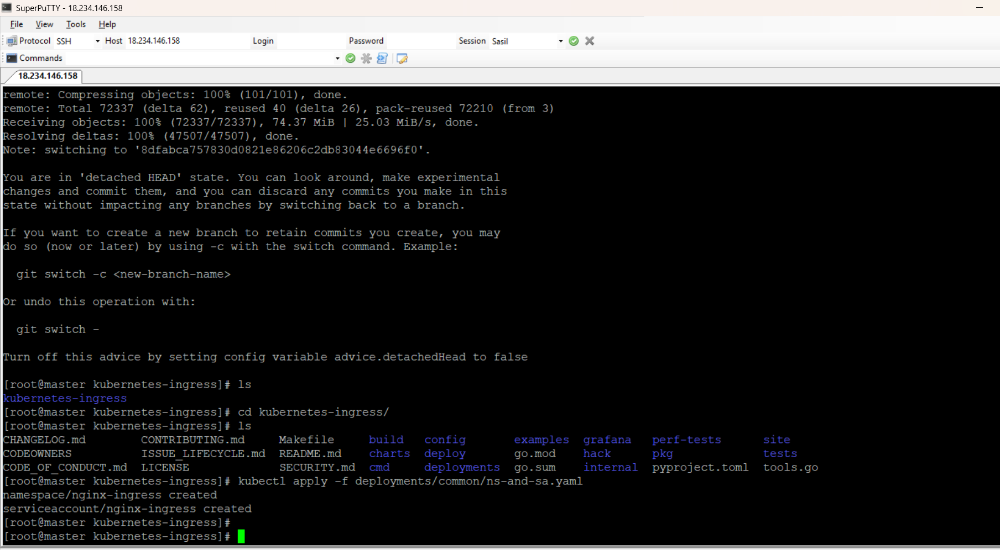 SuperPuTTY - 18.234.146.158
File View Tools Help
Protocol SSH Host 18.234.146.158 Login Password Session Sasil
Commands
18.234.146.158
remote: Compressing objects: 100% (101/101), done.
remote: Total 72337 (delta 62), reused 40 (delta 26), pack-reused 72210 (from 3)
Receiving objects: 100% (72337/72337), 74.37 MiB | 25.03 MiB/s, done.
Resolving deltas: 100% (47507/47507), done.
Note: switching to '8dfabca757830d0821e86206c2db83044e6696f0'.

You are in 'detached HEAD' state. You can look around, make experimental
changes and commit them, and you can discard any commits you make in this
state without impacting any branches by switching back to a branch.

If you want to create a new branch to retain commits you create, you may
do so (now or later) by using -c with the switch command. Example:

  git switch -c <new-branch-name>

Or undo this operation with:

  git switch -

Turn off this advice by setting config variable advice.detachedHead to false

[root@master kubernetes-ingress]# ls
kubernetes-ingress
[root@master kubernetes-ingress]# cd kubernetes-ingress/
[root@master kubernetes-ingress]# ls
CHANGELOG.md        CONTRIBUTING.md     Makefile     build   config       examples  grafana   perf-tests      site
CODEOWNERS          ISSUE_LIFECYCLE.md  README.md    charts  deploy       go.mod    hack      pkg             tests
CODE_OF_CONDUCT.md  LICENSE             SECURITY.md  cmd     deployments  go.sum    internal  pyproject.toml  tools.go
[root@master kubernetes-ingress]# kubectl apply -f deployments/common/ns-and-sa.yaml
namespace/nginx-ingress created
serviceaccount/nginx-ingress created
[root@master kubernetes-ingress]#
[root@master kubernetes-ingress]#